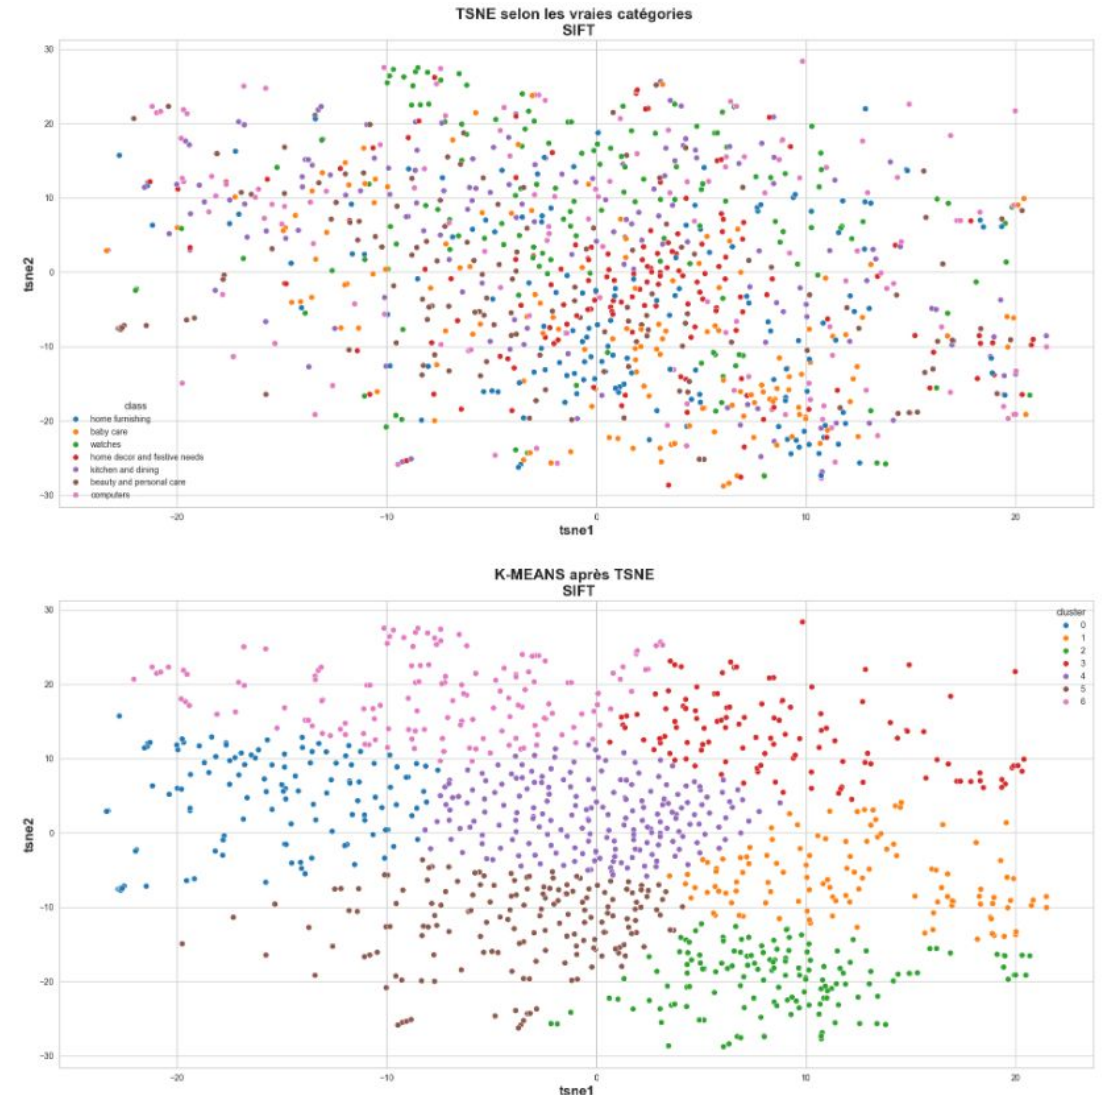 TSNE selon les vraies catégories
SIFT
30
20
10
0
−10
−20
−30
tsne2
class
home furnishing
baby care
watches
home decor and festive needs
kitchen and dining
beauty and personal care
computers
−20
−10
0
10
20
tsne1
K-MEANS après TSNE
SIFT
30
20
10
0
−10
−20
−30
tsne2
cluster
0
1
2
3
4
5
6
−20
−10
0
10
20
tsne1